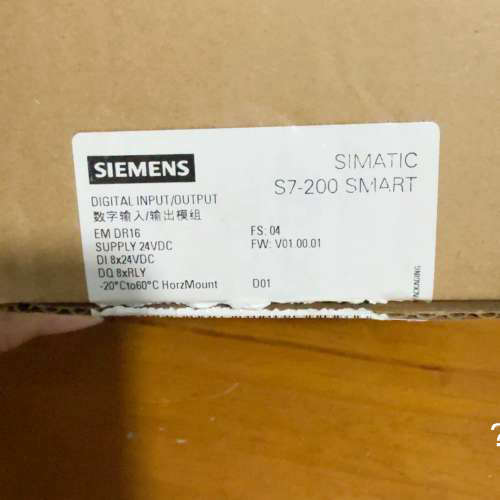 SIEMENS
SIMATIC
S7-200 SMART
DIGITAL INPUT/OUTPUT
数字输入/输出模组
EM DR16
FS: 04
SUPPLY 24VDC
FW: V01.00.01
DI 8x24VDC
DQ 8xRLY
-20°Cto60°C HorzMount
D01
PACKAGING
?